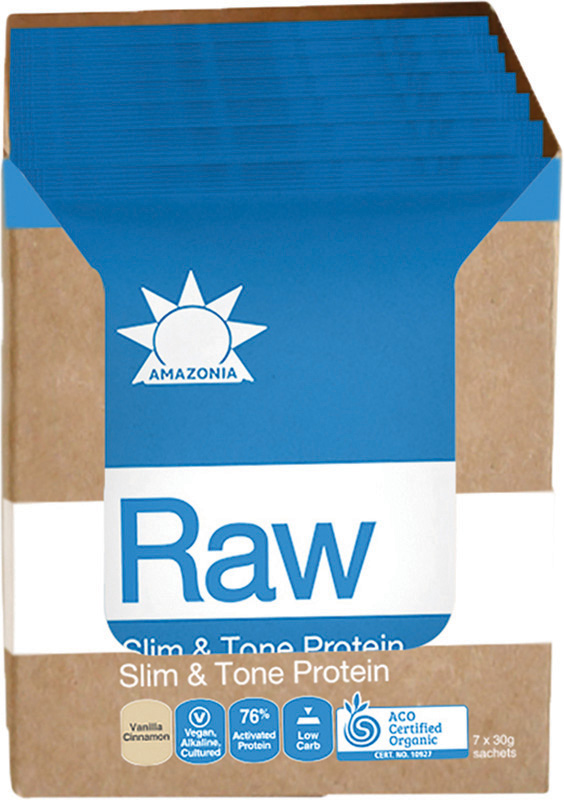 AMAZONIA
Raw
Slim & Tone Protein
Slim & Tone Protein
Vanilla
Cinnamon
Vegan,
Alkaline,
Cultured
76%
Activated
Protein
Low
Carb
ACO
Certified
Organic
CERT. NO. 10927
7 x 30g
sachets